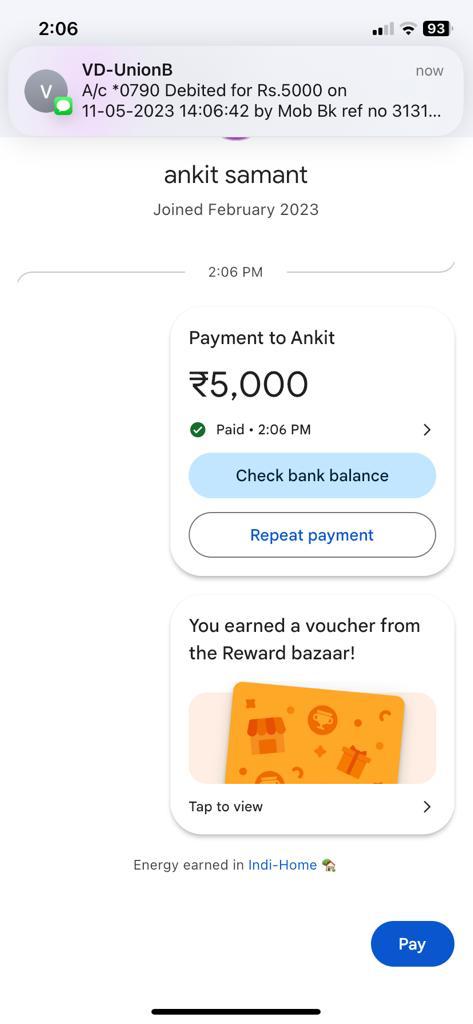 2:06
93
VD-UnionB
now
V
A/c *0790 Debited for Rs.5000 on
11-05-2023 14:06:42 by Mob Bk ref no 3131...
ankit samant
Joined February 2023
2:06 PM
Payment to Ankit
₹5,000
Paid • 2:06 PM
Check bank balance
Repeat payment
You earned a voucher from
the Reward bazaar!
Tap to view
Energy earned in Indi-Home 🏡
Pay